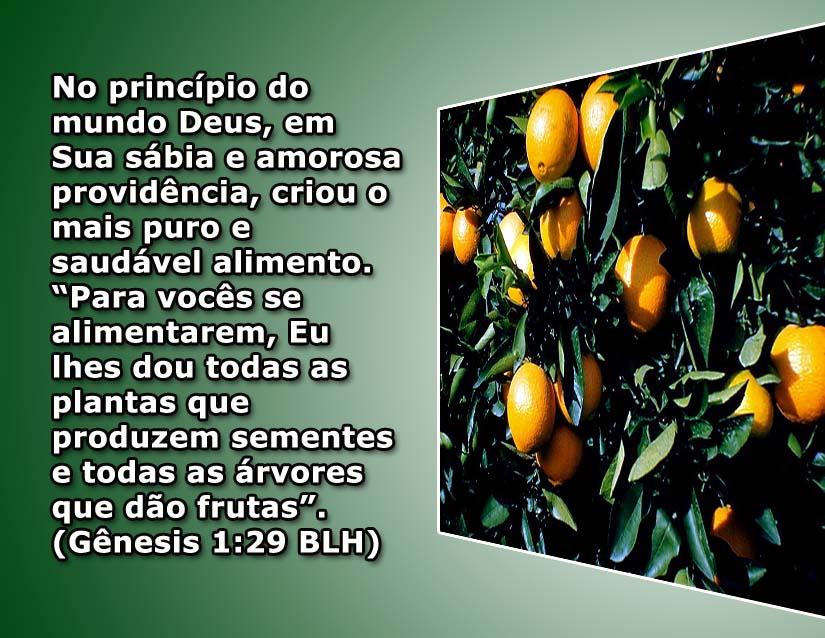 No princípio do
mundo Deus, em
Sua sábia e amorosa
providência, criou o
mais puro e
saudável alimento.
“Para vocês se
alimentarem, Eu
lhes dou todas as
plantas que
produzem sementes
e todas as árvores
que dão frutas”.
(Gênesis 1:29 BLH)